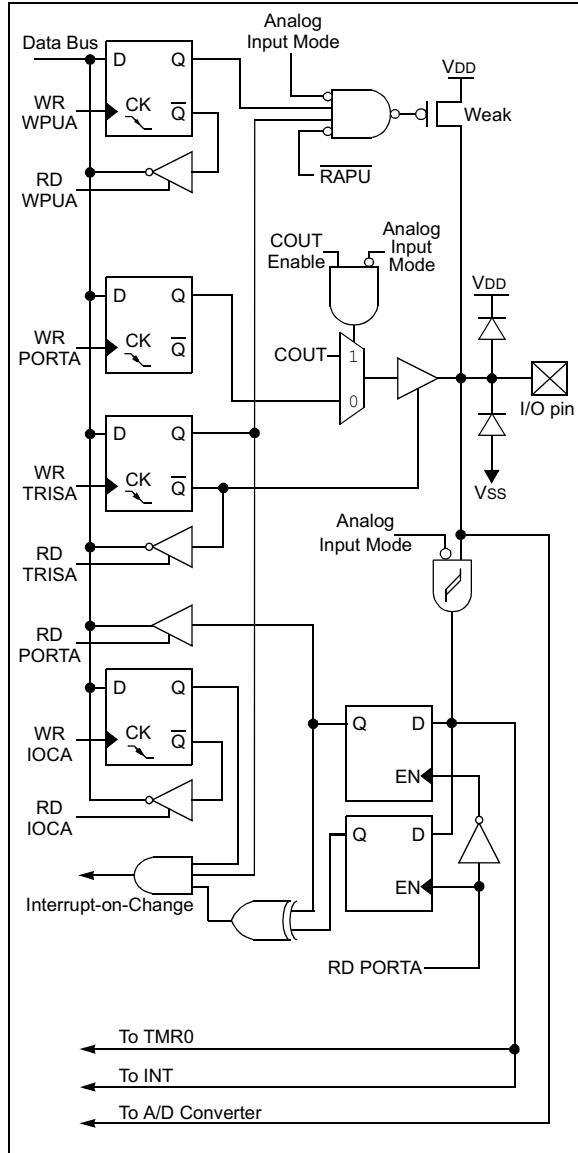 Analog
Input Mode
Data Bus
D Q
VDD
WR
WPUA
CK
Q
Weak
RD
WPUA
RAPU
COUT
Enable
Analog
Input
Mode
D Q
VDD
WR
PORTA
CK
Q
COUT
1
0
I/O pin
D Q
WR
TRISA
CK
Q
VSS
Analog
Input Mode
RD
TRISA
RD
PORTA
D Q
Q D
WR
IOCA
CK
Q
EN
RD
IOCA
Q D
Interrupt-on-Change
EN
RD PORTA
To TMR0
To INT
To A/D Converter